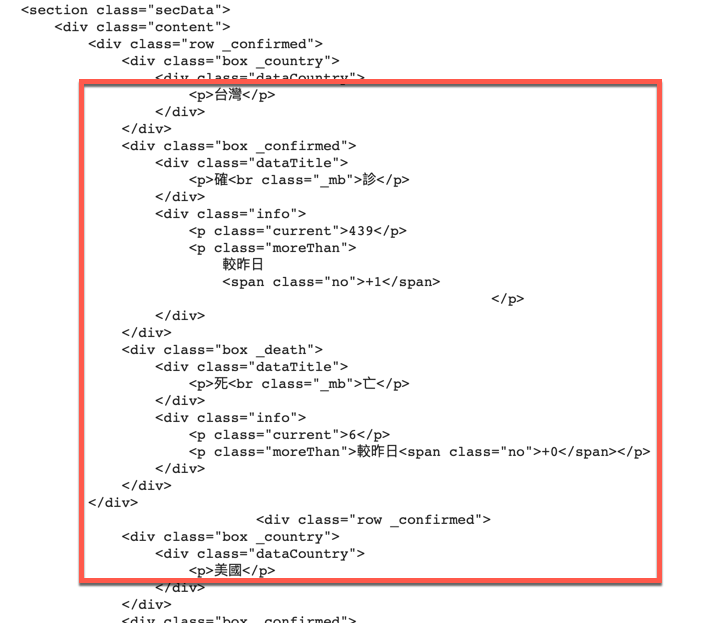 <section class="secData">
<div class="content">
<div class="row _confirmed">
<div class="box _country">
<div class="dataCountry">
<p>台灣</p>
</div>
</div>
<div class="box _confirmed">
<div class="dataTitle">
<p>確<br class="_mb">診</p>
</div>
<div class="info">
<p class="current">439</p>
<p class="moreThan">
較昨日
<span class="no">+1</span>
</p>
</div>
</div>
<div class="box _death">
<div class="dataTitle">
<p>死<br class="_mb">亡</p>
</div>
<div class="info">
<p class="current">6</p>
<p class="moreThan">較昨日<span class="no">+0</span></p>
</div>
</div>
</div>
<div class="row _confirmed">
<div class="box _country">
<div class="dataCountry">
<p>美國</p>
</div>
</div>
<div class="box _confirmed">